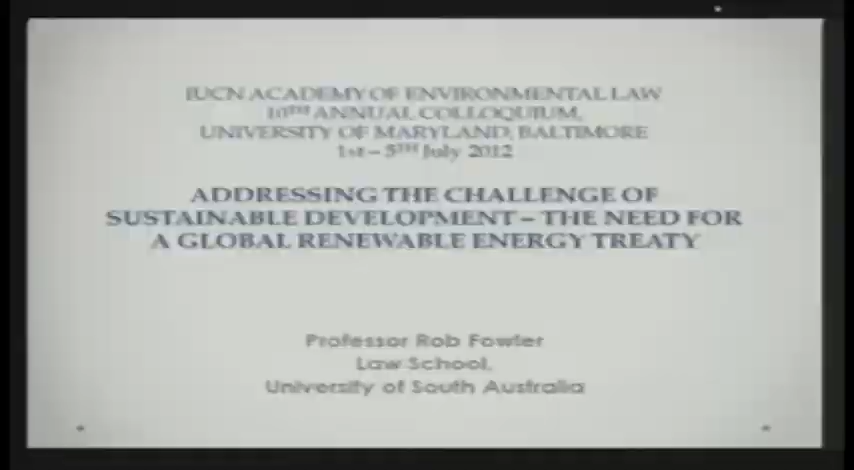 IUCN ACADEMY OF ENVIRONMENTAL LAW
10TH ANNUAL COLLOQUIUM,
UNIVERSITY OF MARYLAND, BALTIMORE
1st – 5TH July 2012
ADDRESSING THE CHALLENGE OF
SUSTAINABLE DEVELOPMENT – THE NEED FOR
A GLOBAL RENEWABLE ENERGY TREATY
Professor Rob Fowler
Law School,
University of South Australia